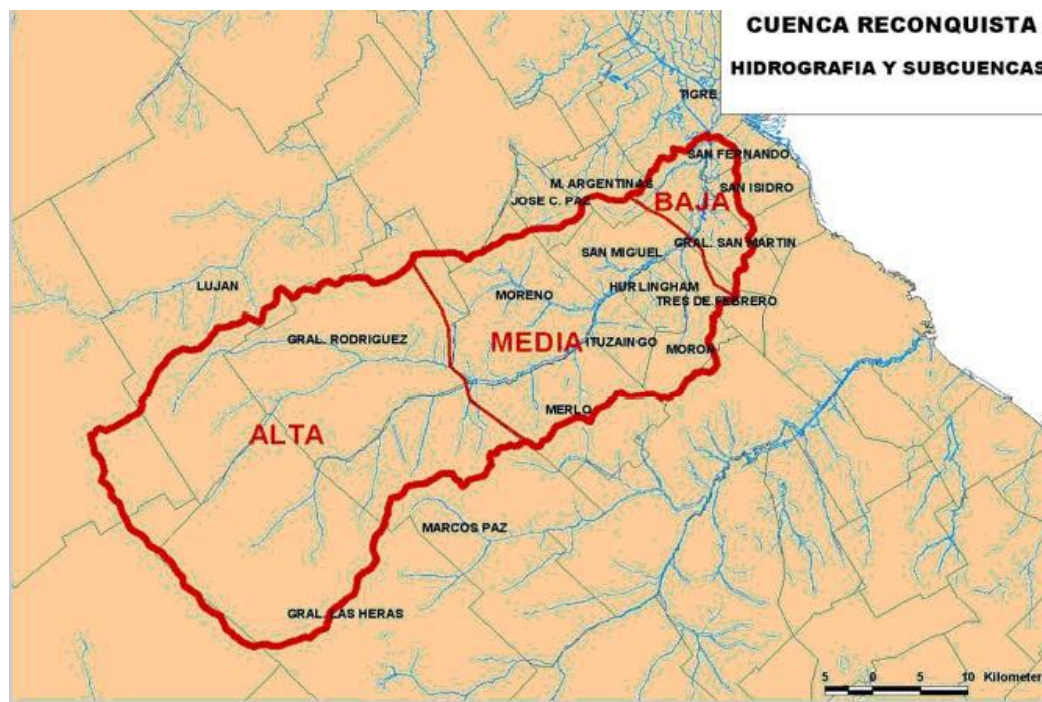 CUENCA RECONQUISTA
HIDROGRAFIA Y SUBCUENCAS
TIGRE
SAN FERNANDO
M. ARGENTINAS
SAN ISIDRO
JOSE C. PAZ
BAJA
GRAL. SAN MARTIN
SAN MIGUEL
LUJAN
HURLINGHAM
MORENO
TRES DE FEBRERO
GRAL. RODRIGUEZ
MEDIA
ITUZAINGO
MORON
MERLO
ALTA
MARCOS PAZ
GRAL. LAS HERAS
5 0 5 10 Kilometer